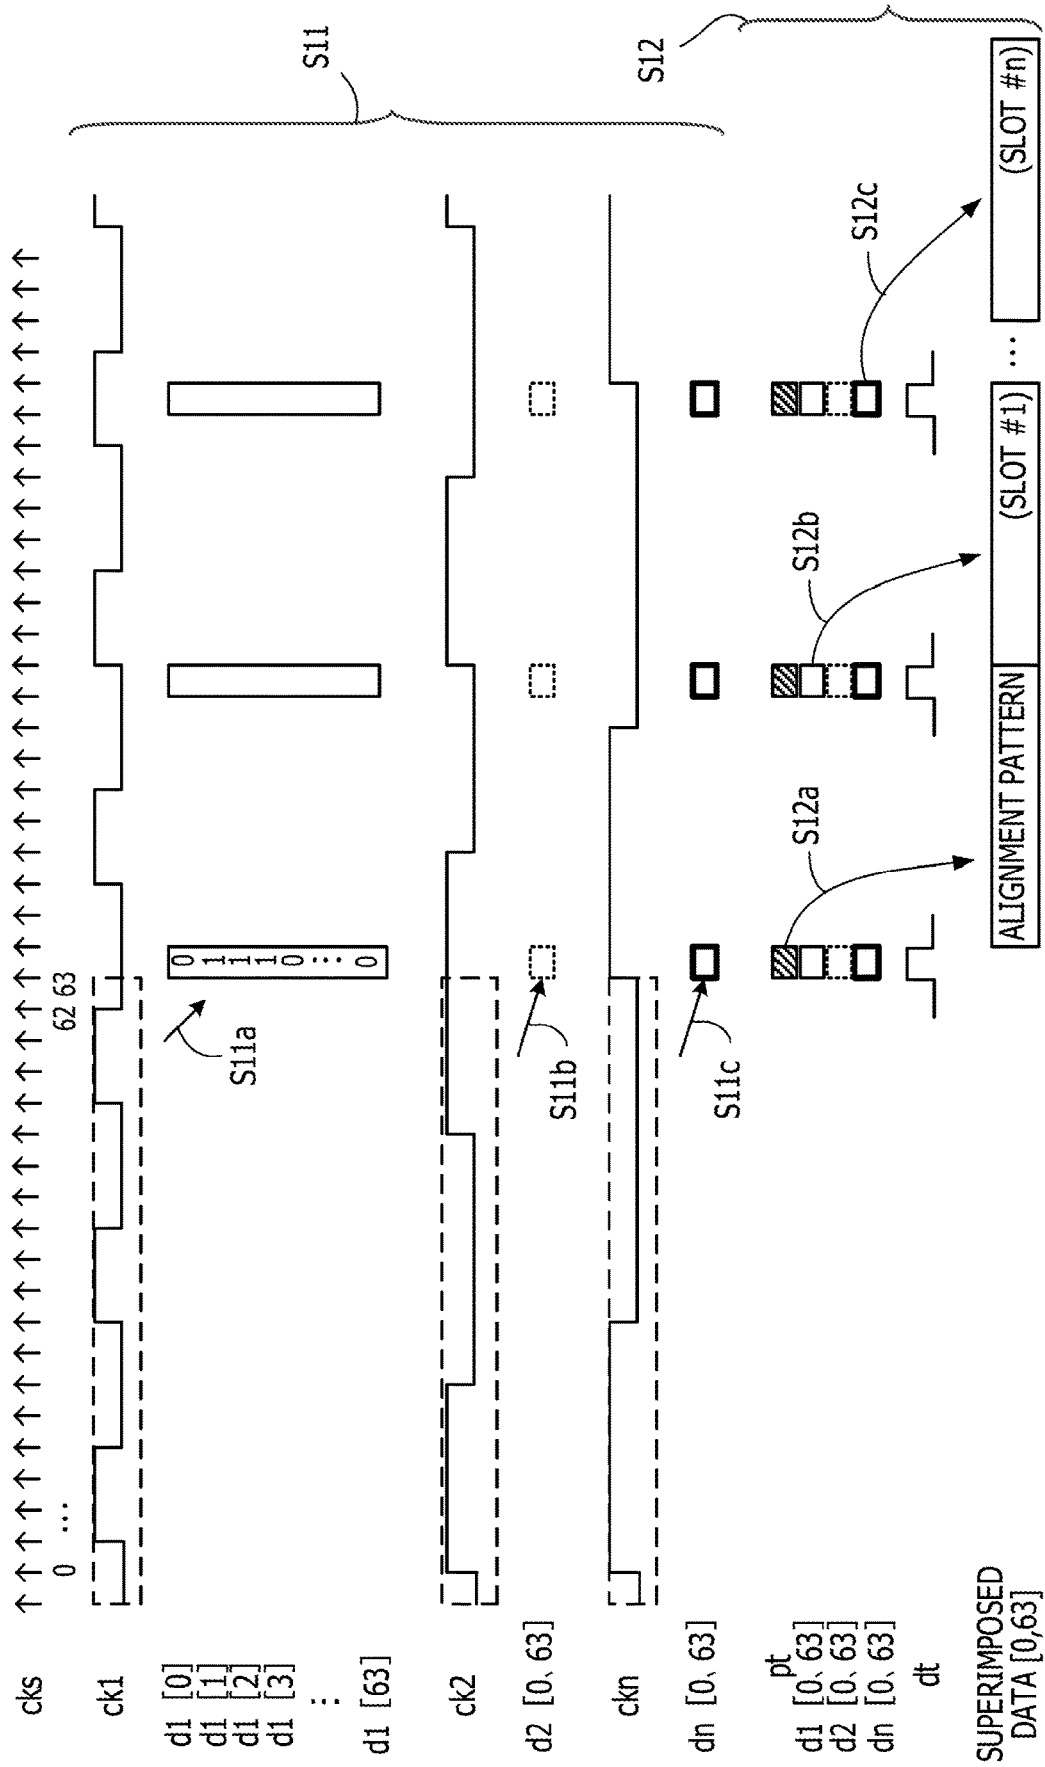 cks
0 ... 62 63
ck1
d1 [0]
d1 [1]
d1 [2]
d1 [3]
...
d1 [63]
0 1 1 1 0 ... 0
S11a
S11
ck2
d2 [0, 63]
S11b
ckn
dn [0, 63]
S11c
pt
d1 [0, 63]
d2 [0, 63]
dn [0, 63]
S12a
S12b
S12c
S12
dt
SUPERIMPOSED
DATA [0,63]
ALIGNMENT PATTERN
(SLOT #1)
...
(SLOT #n)